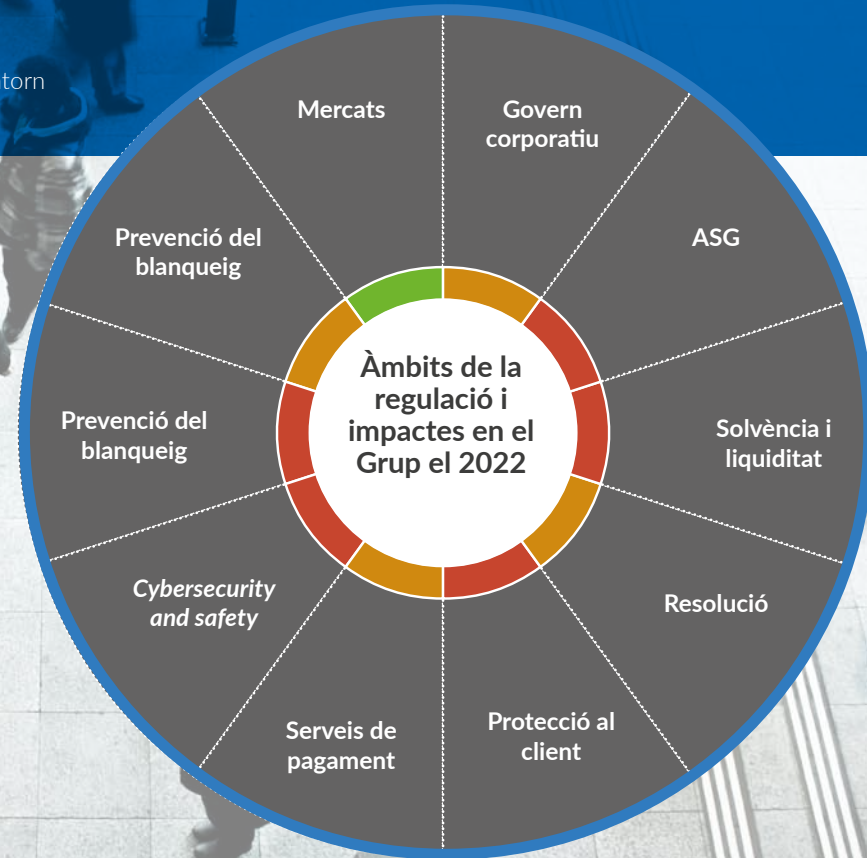 Mercats
Govern
corporatiu
ASG
Prevenció del
blanqueig
Àmbits de la
regulació i
impactes en el
Grup el 2022
Prevenció del
blanqueig
Solvència i
liquiditat
Cybersecurity
and safety
Resolució
Serveis de
pagament
Protecció al
client